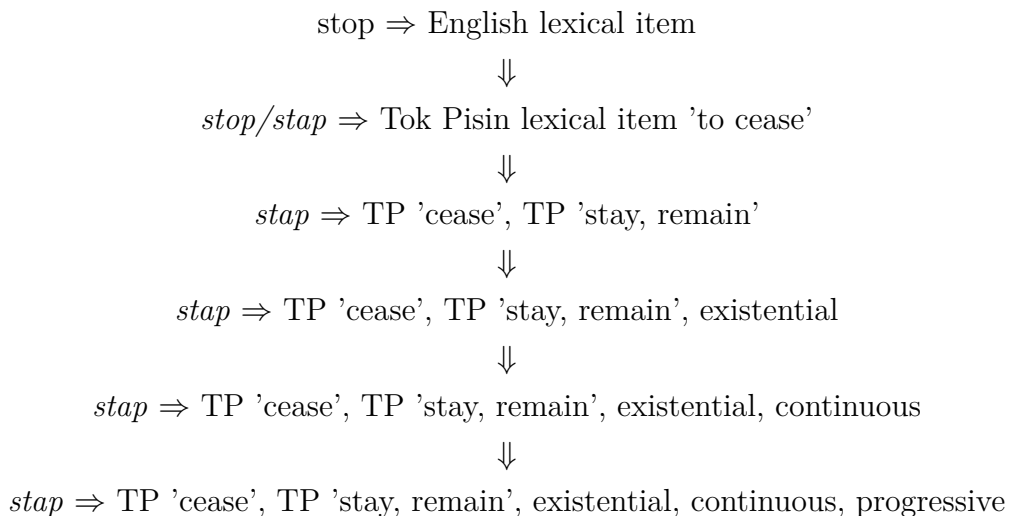 stop ⇒ English lexical item
⇓
stop/stap ⇒ Tok Pisin lexical item 'to cease'
⇓
stap ⇒ TP 'cease', TP 'stay, remain'
⇓
stap ⇒ TP 'cease', TP 'stay, remain', existential
⇓
stap ⇒ TP 'cease', TP 'stay, remain', existential, continuous
⇓
stap ⇒ TP 'cease', TP 'stay, remain', existential, continuous, progressive